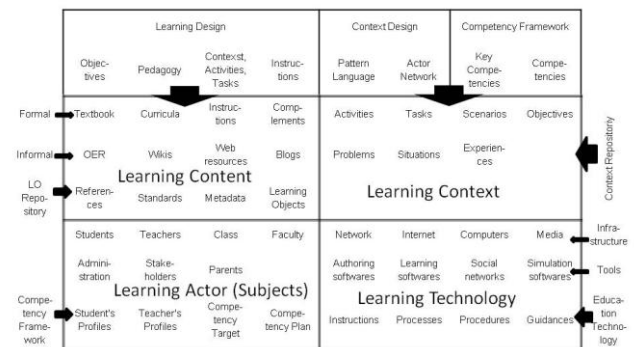 Learning Design
Context Design
Competency Framework
Objec-
tives
Pedagogy
Contexst,
Activities,
Tasks
Instruc-
tions
Pattern
Language
Actor
Network
Key
Compe-
tencies
Compe-
tencies
Formal
Textbook
Curricula
Instruc-
tions
Comp-
lements
Activities
Tasks
Scenarios
Objectives
Informal
OER
Wikis
Web
resources
Blogs
Problems
Situations
Experien-
ces
Learning Content
Learning Context
Context Repositoriy
LO
Repo-
sitory
Referen-
ces
Standards
Metadata
Learning
Objects
Students
Teachers
Class
Faculty
Network
Internet
Computers
Media
Infra-
structure
Admini-
stration
Stake-
holders
Parents
Authoring
softwares
Learning
softwares
Social
networks
Simulation
softwares
Tools
Learning Actor (Subjects)
Learning Technology
Compe-
tency
Frame-
work
Student's
Profiles
Teacher's
Profiles
Compe-
tency
Target
Compe-
tency Plan
Instructions
Processes
Procedures
Guidances
Educa-
tion
Techno-
logy